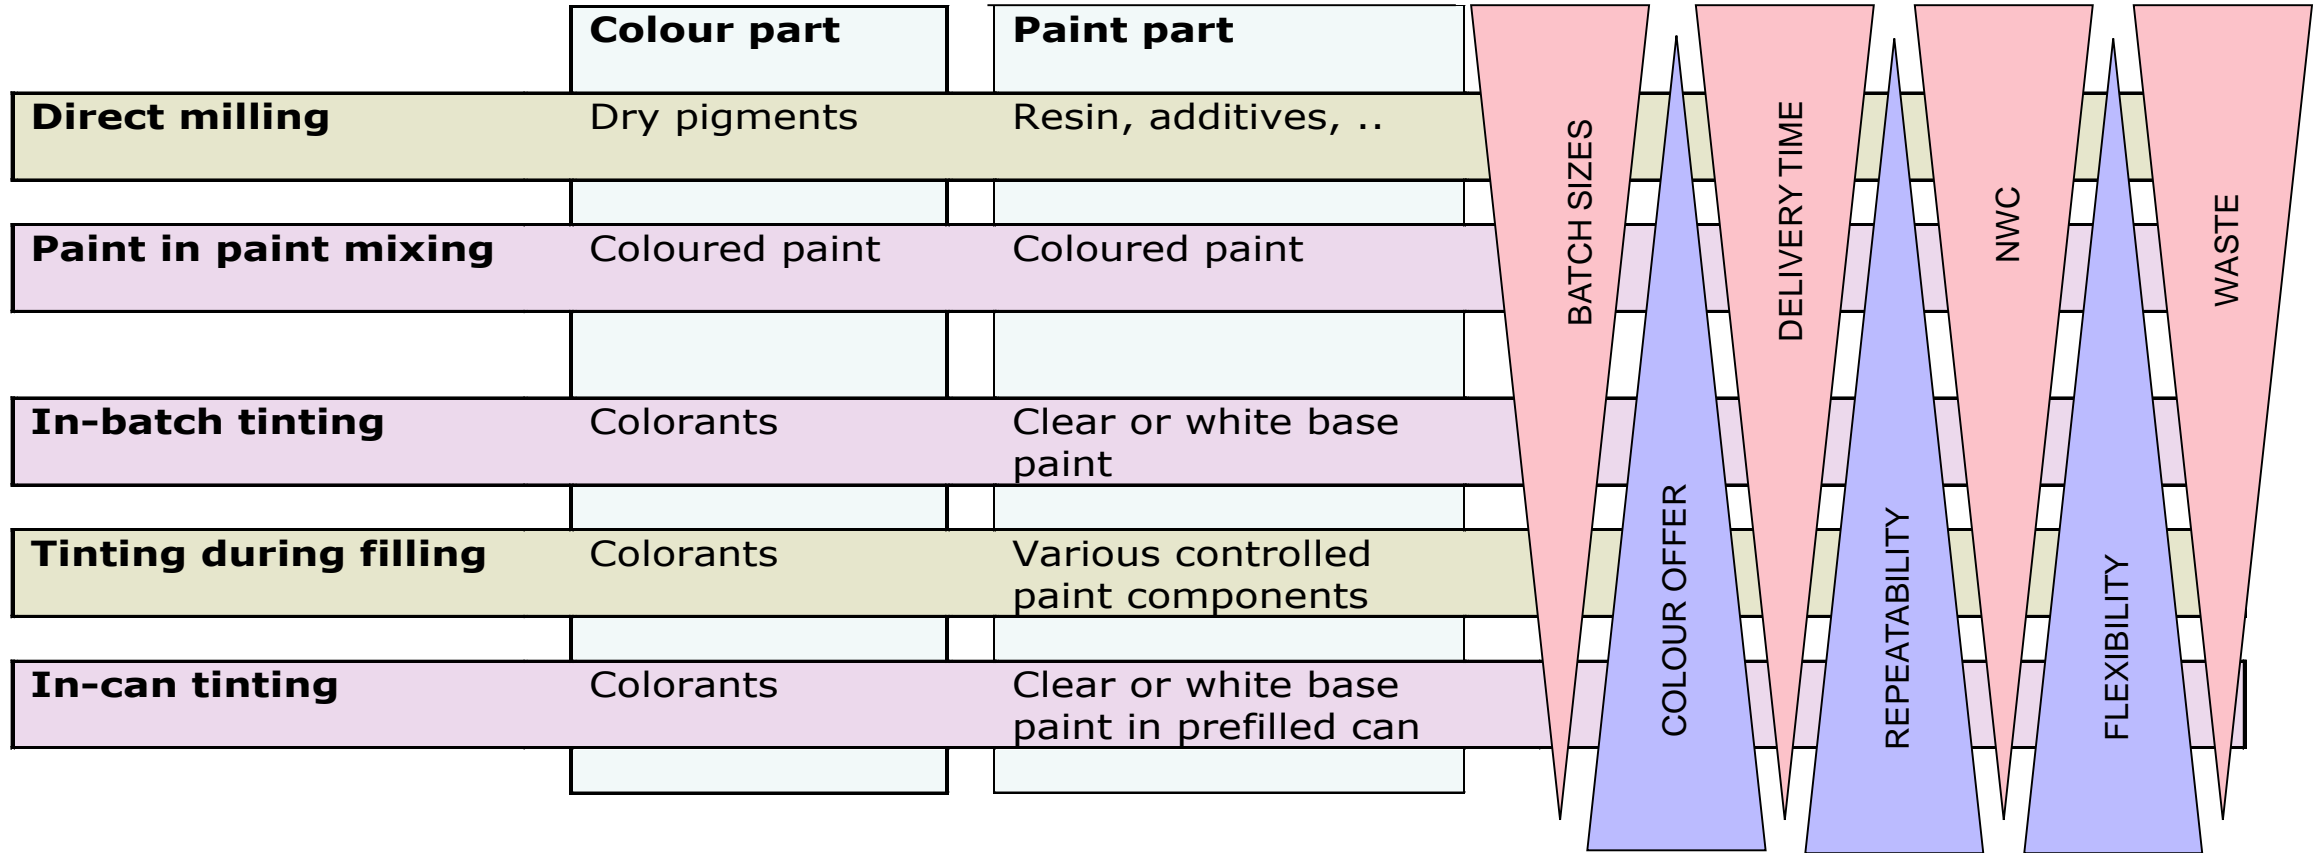 Colour part
Paint part
Direct milling
Dry pigments
Resin, additives, ..
Paint in paint mixing
Coloured paint
Coloured paint
In-batch tinting
Colorants
Clear or white base
paint
Tinting during filling
Colorants
Various controlled
paint components
In-can tinting
Colorants
Clear or white base
paint in prefilled can
BATCH SIZES
COLOUR OFFER
DELIVERY TIME
REPEATABILITY
NWC
FLEXIBILITY
WASTE